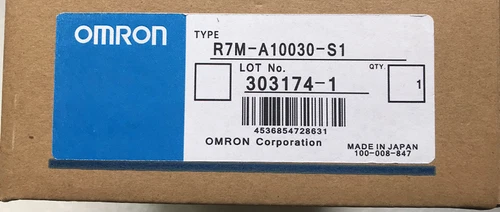 OMRON
TYPE
R7M-A10030-S1
LOT No.
303174-1
QTY.
1
4536854728631
OMRON Corporation
MADE IN JAPAN
100-008-847